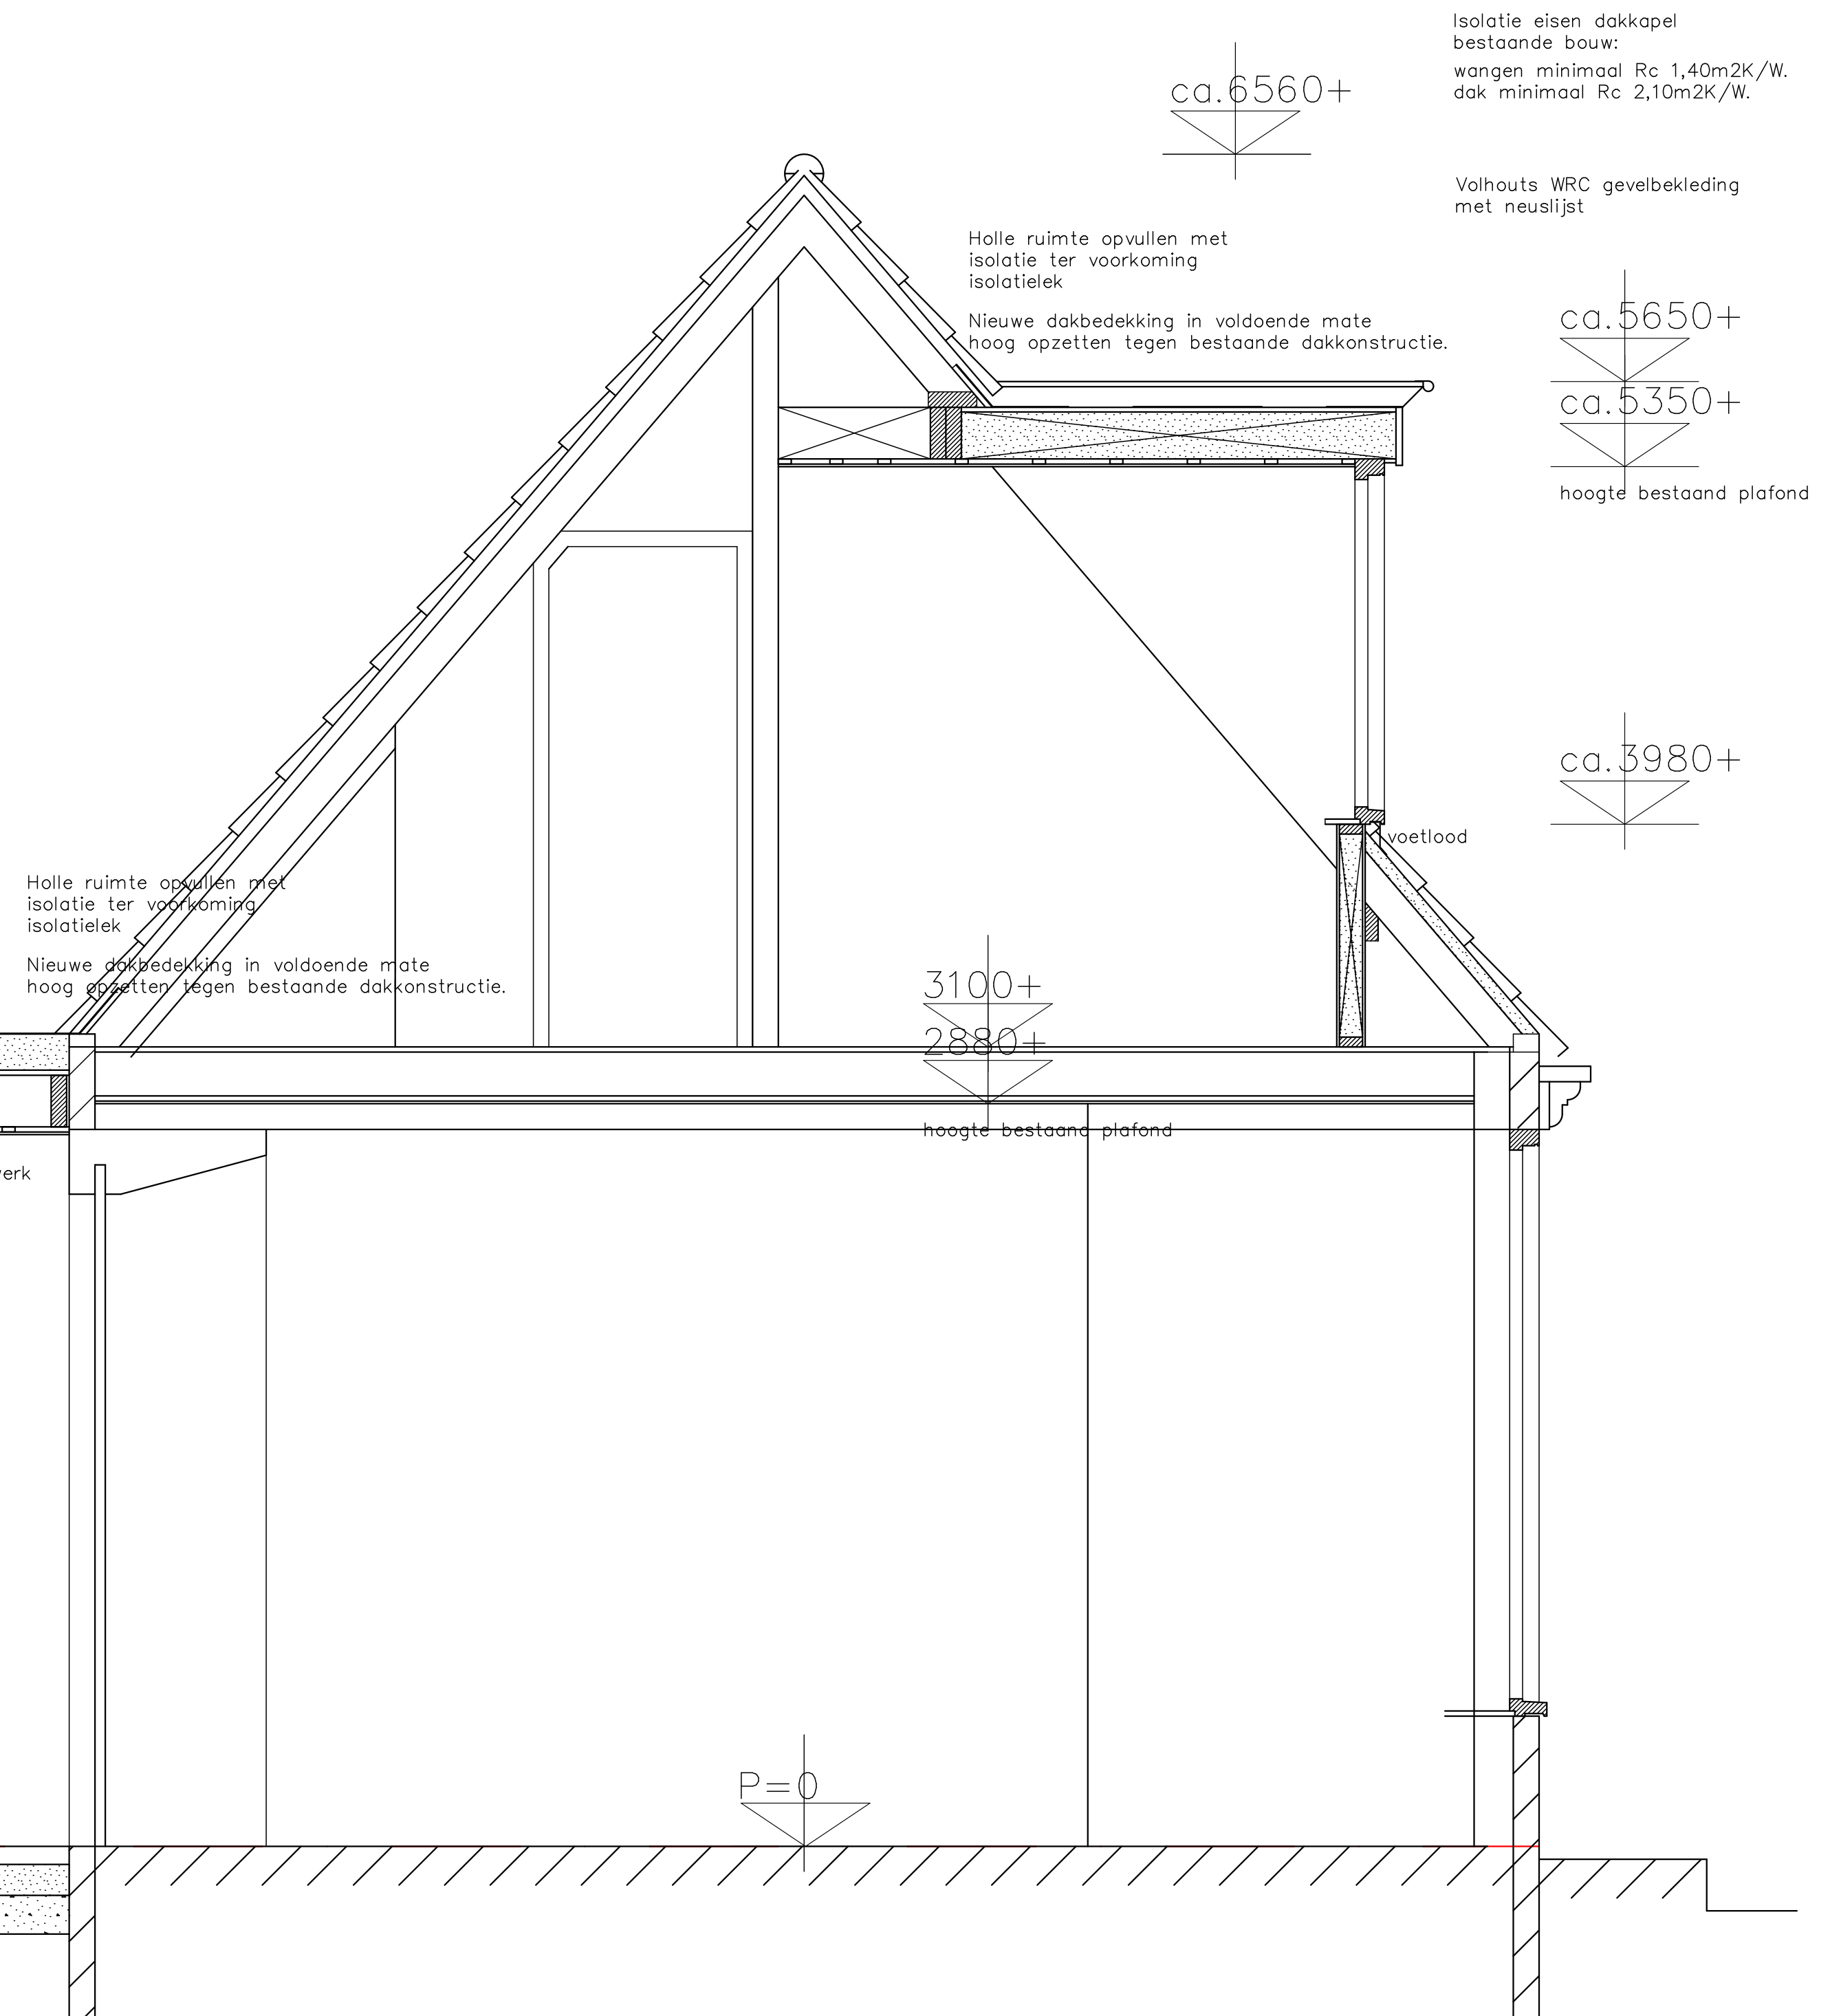 Isolatie eisen dakkapel
bestaande bouw:
wangen minimaal Rc 1,40m2K/W.
dak minimaal Rc 2,10m2K/W.
ca.6560+
Volhouts WRC gevelbekleding
met neuslijst
Holle ruimte opvullen met
isolatie ter voorkoming
isolatielek
Nieuwe dakbedekking in voldoende mate
hoog opzetten tegen bestaande dakkonstructie.
ca.5650+
ca.5350+
hoogte bestaand plafond
ca.3980+
voetlood
Holle ruimte opvullen met
isolatie ter voorkoming
isolatielek
Nieuwe dakbedekking in voldoende mate
hoog opzetten tegen bestaande dakkonstructie.
3100+
2880+
hoogte bestaand plafond
erk
P=0